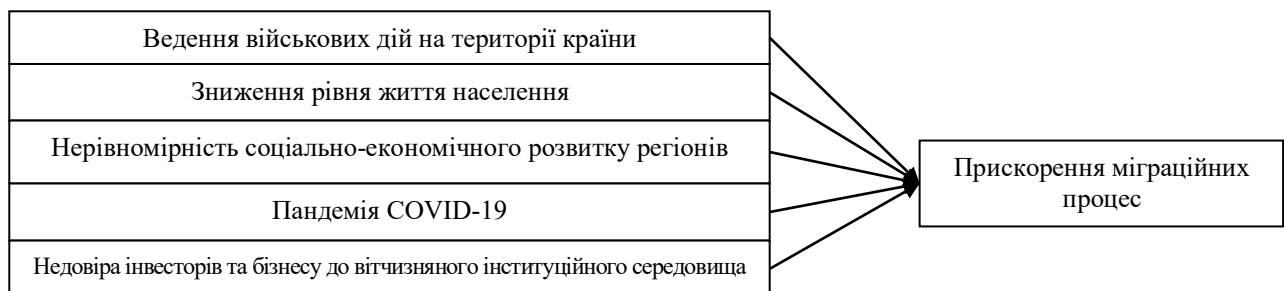 Ведення військових дій на території країни
Зниження рівня життя населення
Нерівномірність соціально-економічного розвитку регіонів
Пандемія COVID-19
Недовіра інвесторів та бізнесу до вітчизняного інституційного середовища
Прискорення міграційних
процес